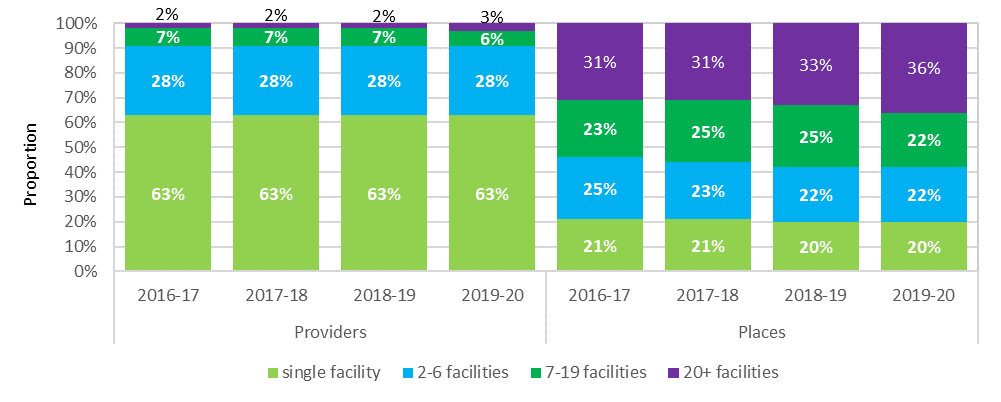 2% 2% 2% 3%
100%
90%
80%
70%
60%
50%
40%
30%
20%
10%
0%
Proportion
7% 7% 7% 6%
28% 28% 28% 28%
63% 63% 63% 63%
31% 31% 33% 36%
23% 25% 25% 22%
25% 23% 22% 22%
21% 21% 20% 20%
2016-17 2017-18 2018-19 2019-20 2016-17 2017-18 2018-19 2019-20
Providers Places
single facility 2-6 facilities 7-19 facilities 20+ facilities